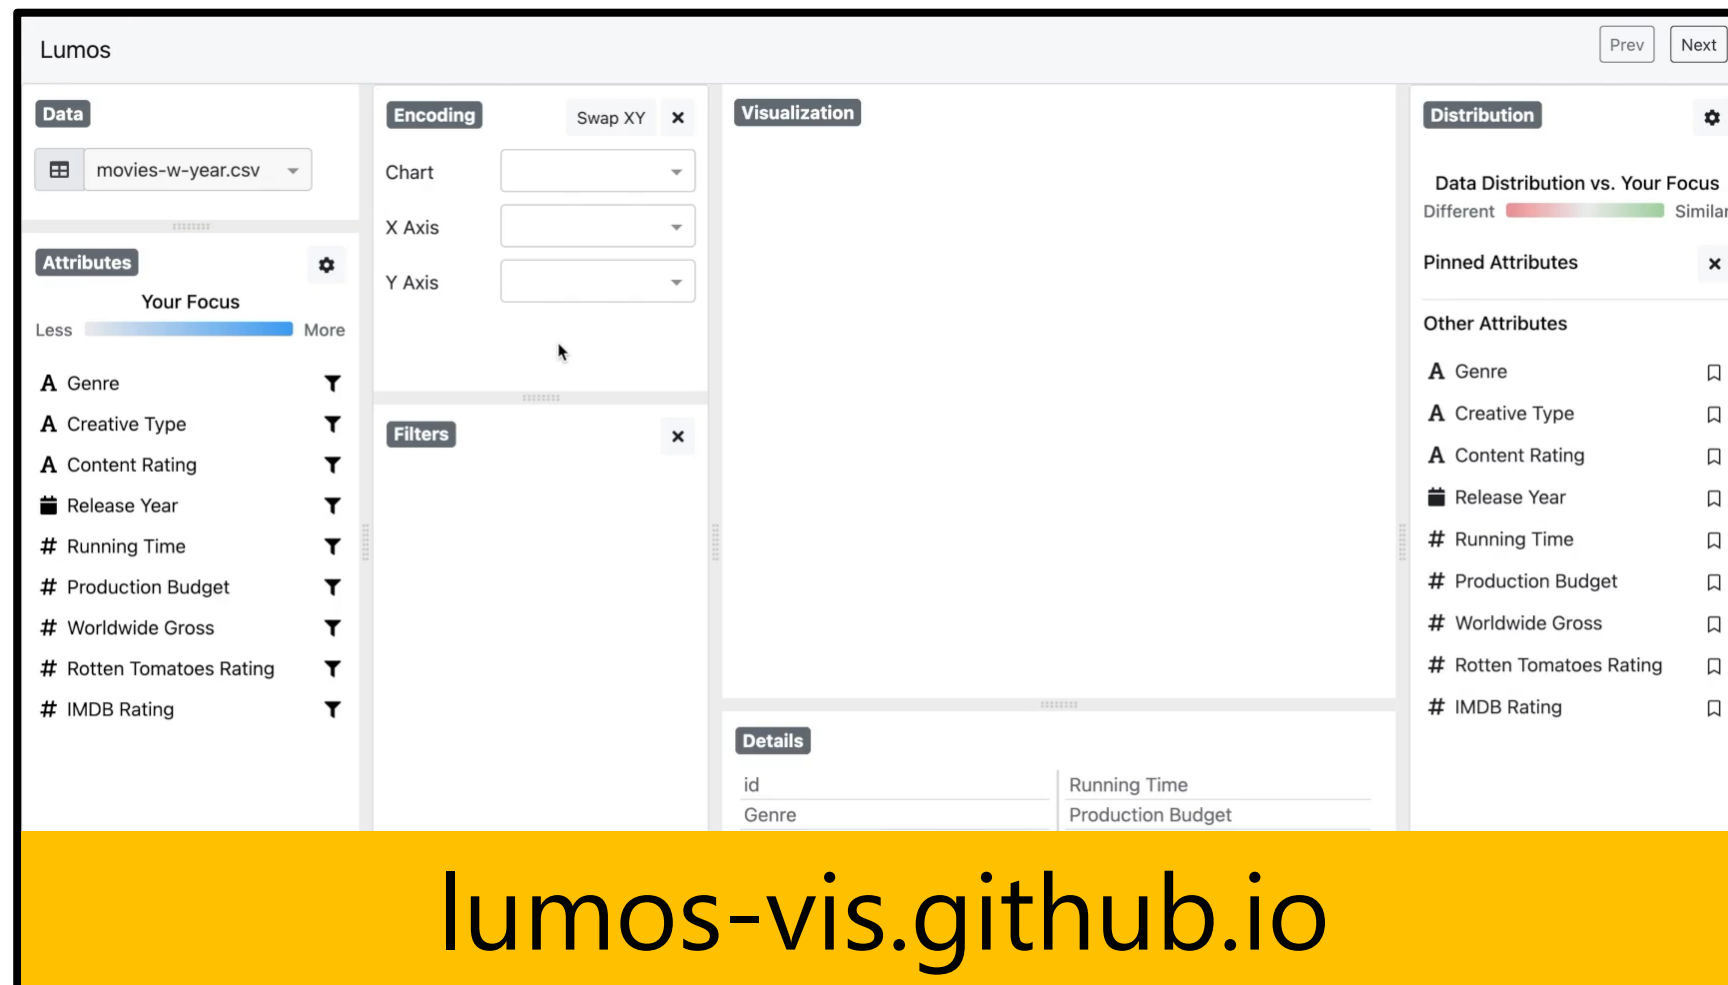 Lumos
Prev
Next
Data
movies-w-year.csv
Attributes
Your Focus
Less
More
A Genre
A Creative Type
A Content Rating
Release Year
# Running Time
# Production Budget
# Worldwide Gross
# Rotten Tomatoes Rating
# IMDB Rating
Encoding
Swap XY
Chart
X Axis
Y Axis
Filters
Visualization
Details
id
Running Time
Genre
Production Budget
Distribution
Data Distribution vs. Your Focus
Different
Similar
Pinned Attributes
Other Attributes
A Genre
A Creative Type
A Content Rating
Release Year
# Running Time
# Production Budget
# Worldwide Gross
# Rotten Tomatoes Rating
# IMDB Rating
lumos-vis.github.io